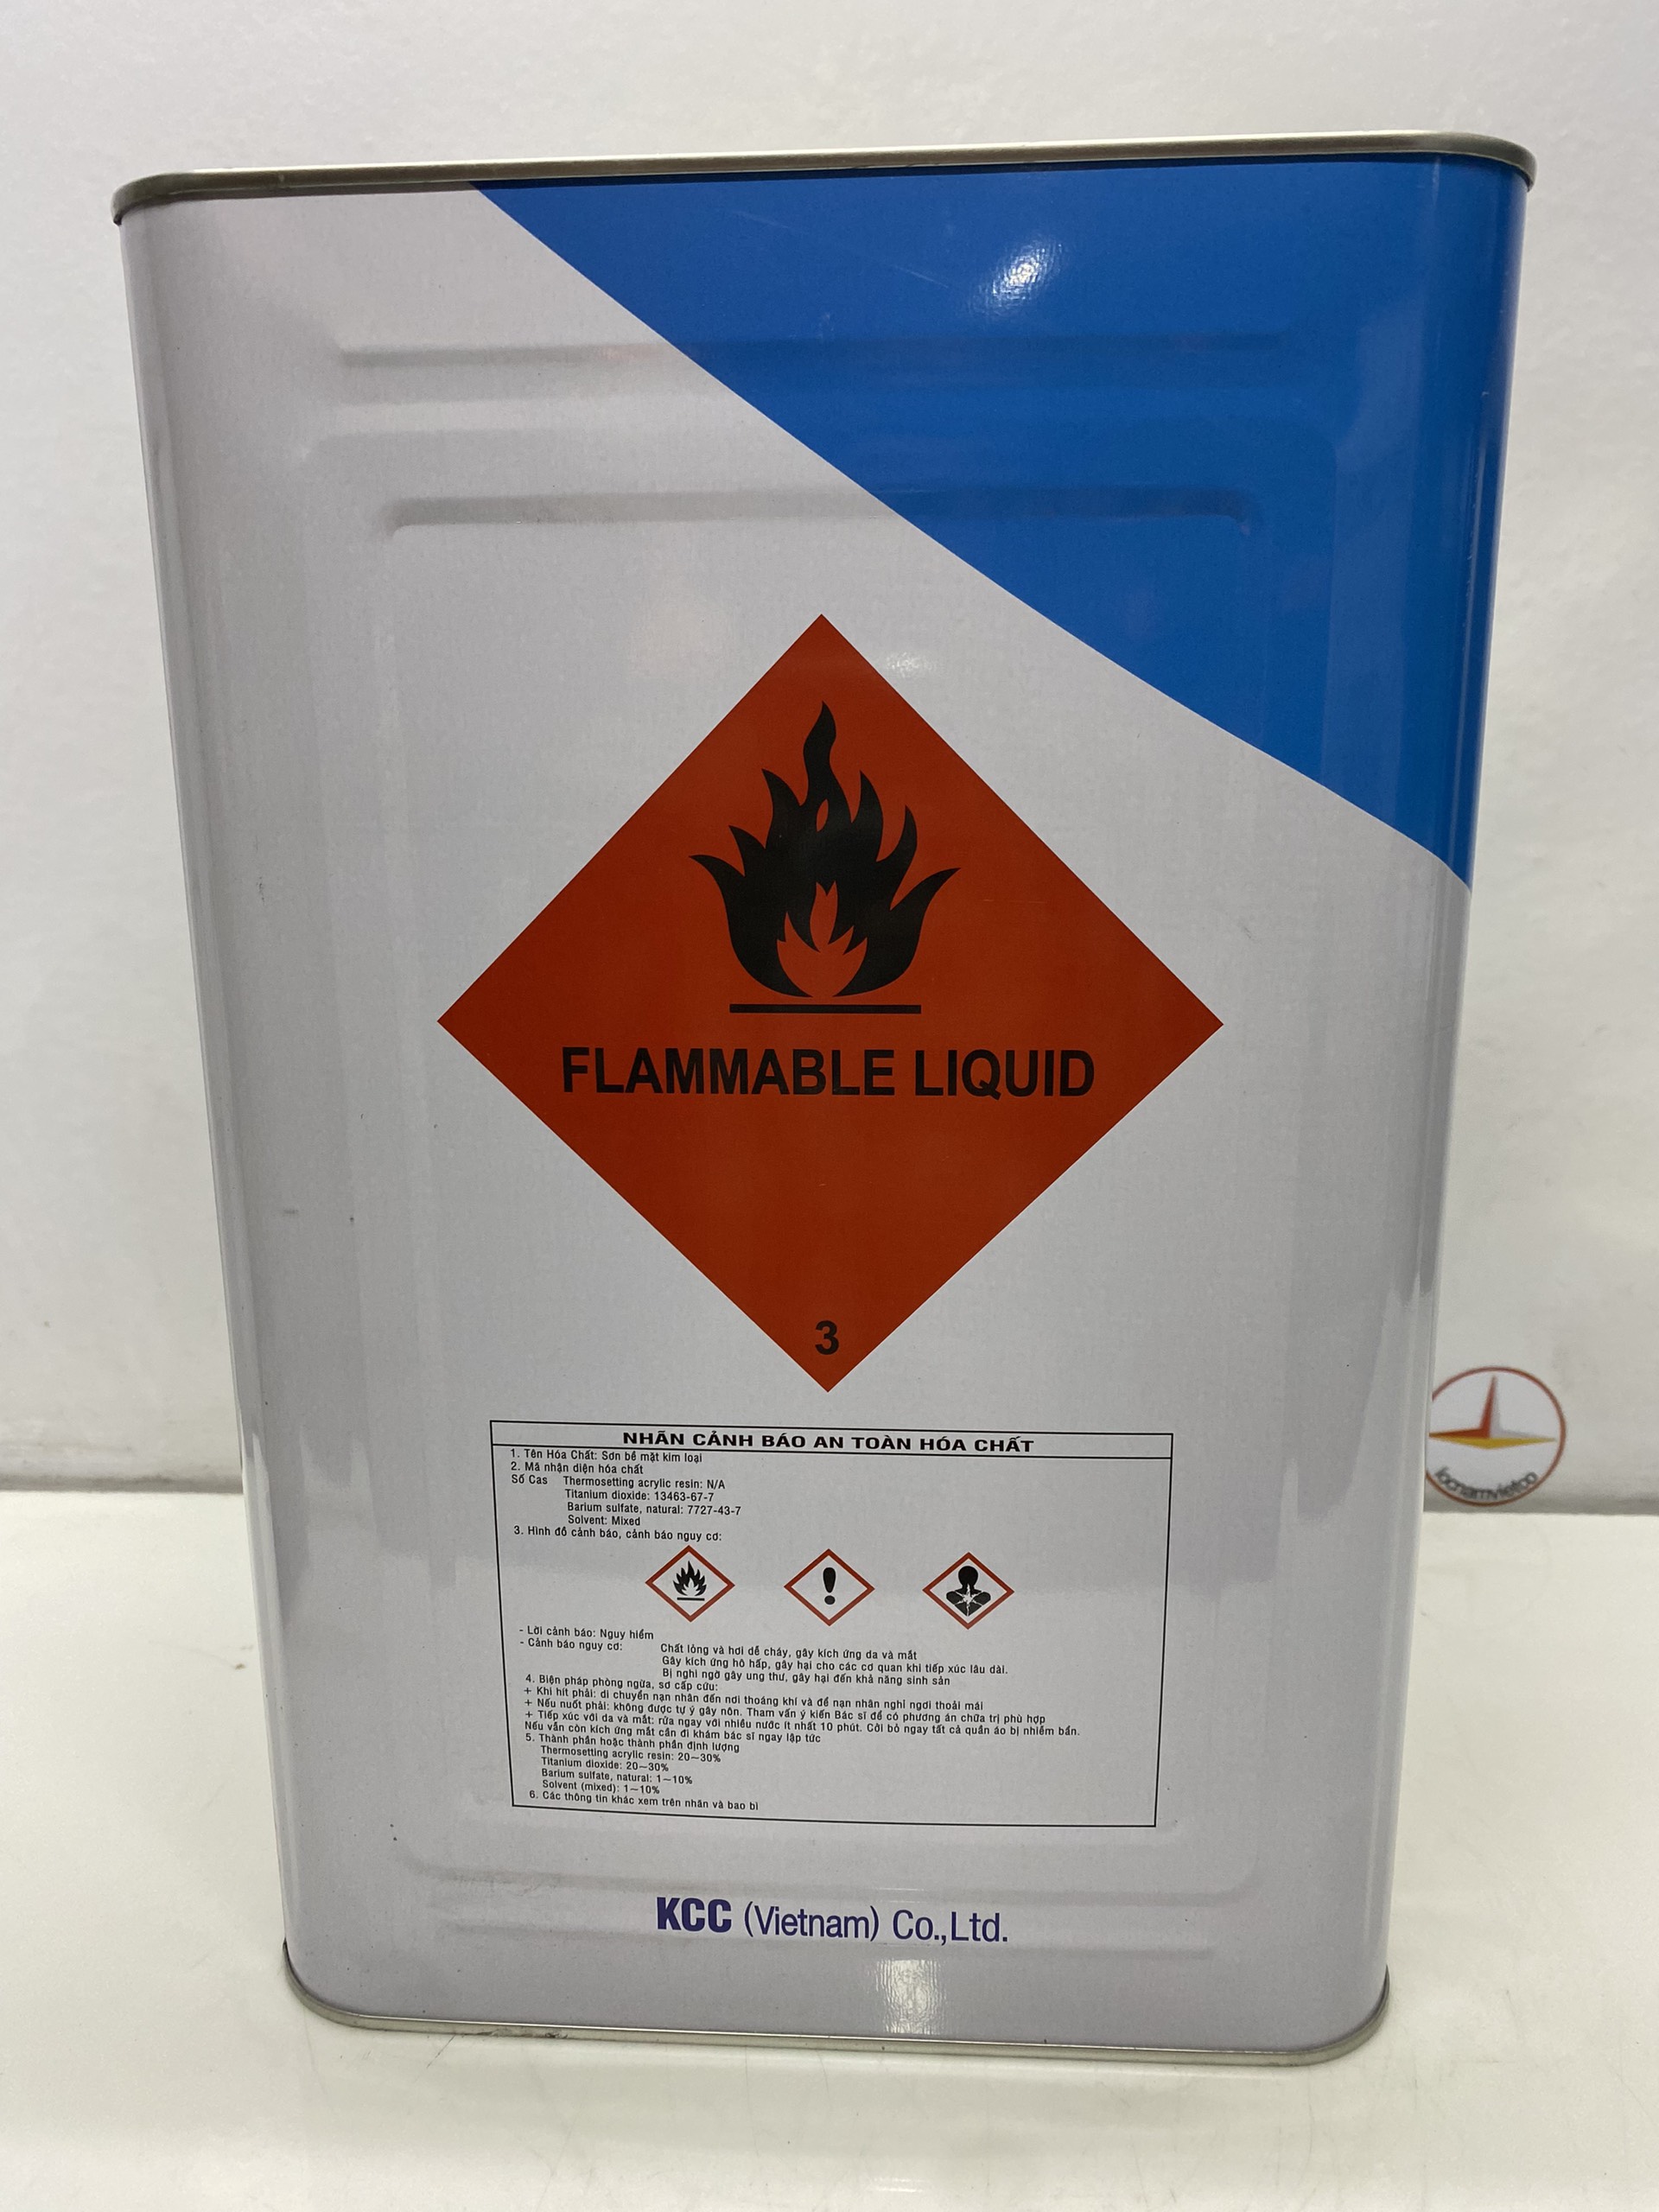 FLAMMABLE LIQUID
3
NHÃN CẢNH BÁO AN TOÀN HÓA CHẤT
1. Tên Hóa Chất: Sơn bề mặt kim loại
2. Mã nhận diện hóa chất
Số Cas Thermosetting acrylic resin: N/A
Titanium dioxide: 13463-67-7
Barium sulfate, natural: 7727-43-7
Solvent: Mixed
3. Hình đồ cảnh báo, cảnh báo nguy cơ:
- Lời cảnh báo: Nguy hiểm
- Cảnh báo nguy cơ: Chất lỏng và hơi dễ cháy, gây kích ứng da và mắt
Gây kích ứng hô hấp, gây hại cho các cơ quan khi tiếp xúc lâu dài.
Bị nghi ngờ gây ung thư, gây hại đến khả năng sinh sản
4. Biện pháp phòng ngừa, sơ cấp cứu:
+ Khi hít phải: di chuyển nạn nhân đến nơi thoáng khí và để nạn nhân nghỉ ngơi thoải mái
+ Nếu nuốt phải: không được tự ý gây nôn. Tham vấn ý kiến Bác sĩ để có phương án chữa trị phù hợp
+ Tiếp xúc với da và mắt: rửa ngay với nhiều nước ít nhất 10 phút. Cởi bỏ ngay tất cả quần áo bị nhiễm bẩn.
Nếu vẫn còn kích ứng mắt cần đi khám bác sĩ ngay lập tức
5. Thành phần hoặc thành phần định lượng
Thermosetting acrylic resin: 20~30%
Titanium dioxide: 20~30%
Barium sulfate, natural: 1~10%
Solvent (mixed): 1~10%
6. Các thông tin khác xem trên nhãn và bao bì
KCC (Vietnam) Co.,Ltd.
locnamvietco